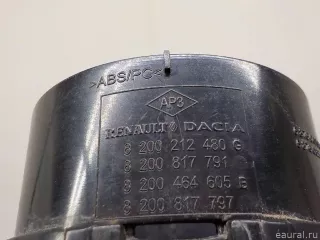 >ABS/PC<
AP3
RENAULT DACIA
8 200 212 480 G
8 200 817 791
8 200 464 605 G
8 200 817 797
eaural.ru